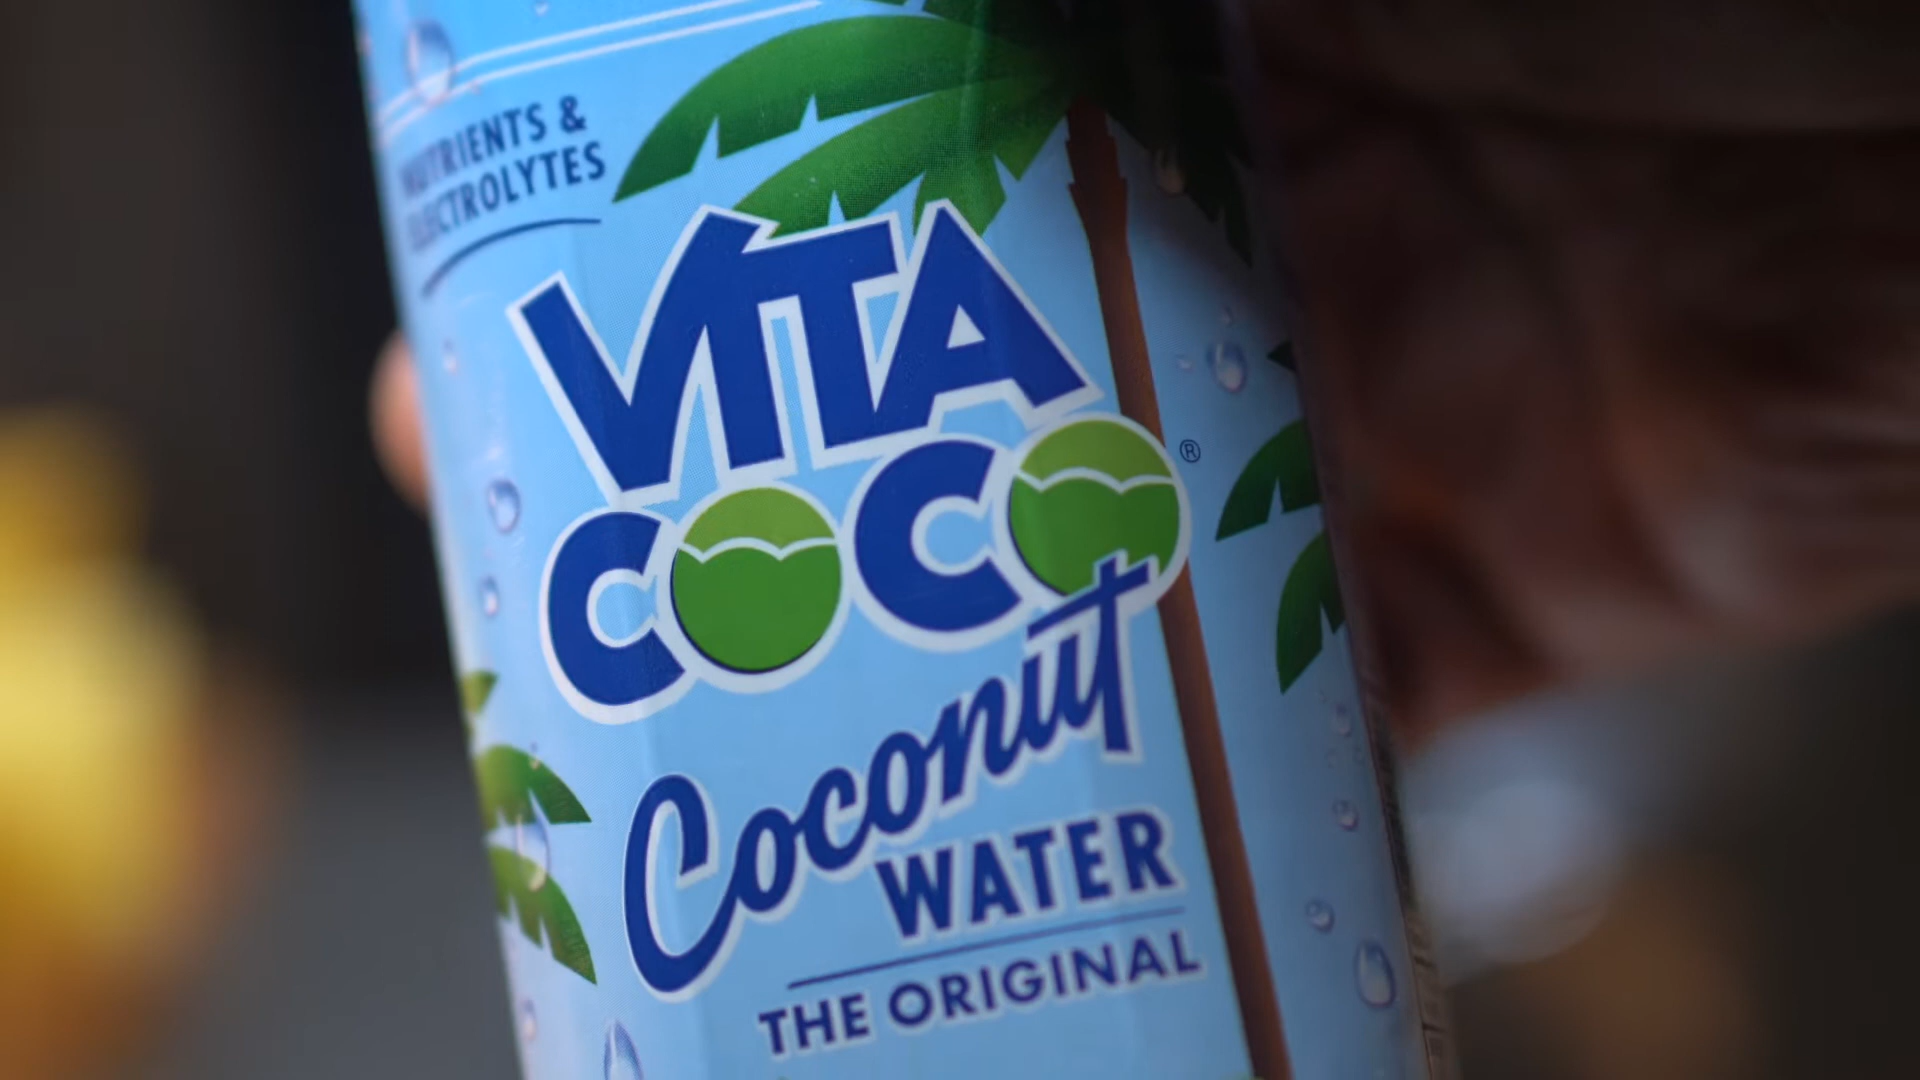 NUTRIENTS &
ELECTROLYTES
VITA
COCO®
Coconut
WATER
THE ORIGINAL